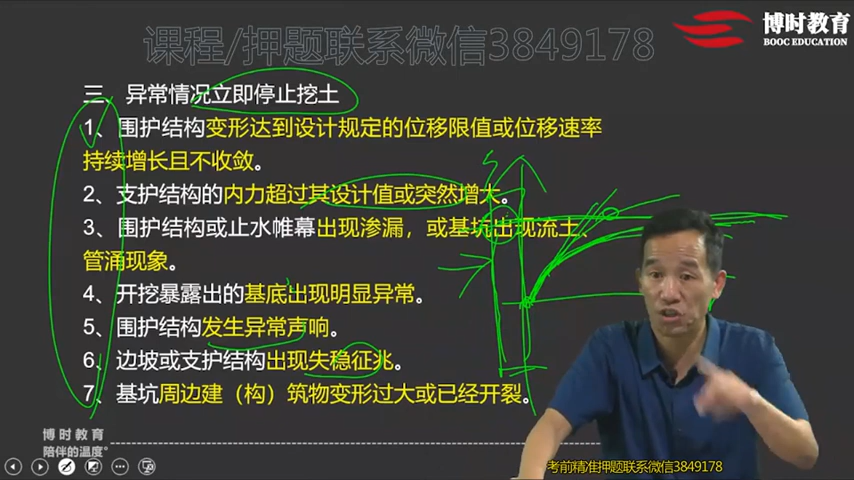 课程/押题联系微信3849178
博时教育
BOOC EDUCATION
三、异常情况立即停止挖土
1、围护结构变形达到设计规定的位移限值或位移速率
持续增长且不收敛。
2、支护结构的内力超过其设计值或突然增大。
3、围护结构或止水帷幕出现渗漏，或基坑出现流土、
管涌现象。
4、开挖暴露出的基底出现明显异常。
5、围护结构发生异常声响。
6、边坡或支护结构出现失稳征兆。
7、基坑周边建（构）筑物变形过大或已经开裂。
博时教育
陪伴的温度
考前精准押题联系微信3849178